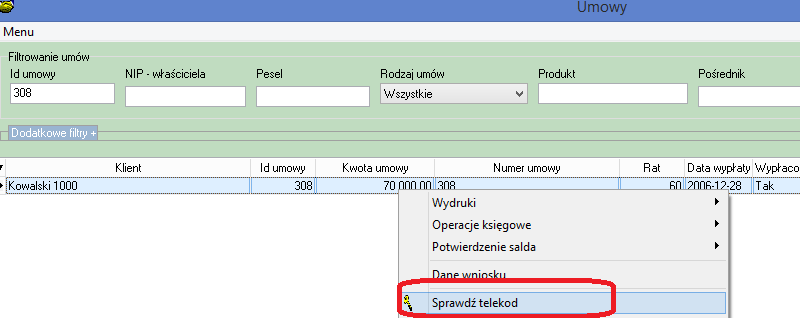 Umowy
Menu
Filtrowanie umów
Id umowy NIP - właściciela Pesel Rodzaj umów Produkt Pośrednik
308 Wszystkie
Dodatkowe filtry +
Klient Id umowy Kwota umowy Numer umowy Rat Data wypłaty Wypłaco
Kowalski 1000 308 70 000,00 308 60 2006-12-28 Tak
Wydruki
Operacje księgowe
Potwierdzenie salda
Dane wniosku
Sprawdź telekod